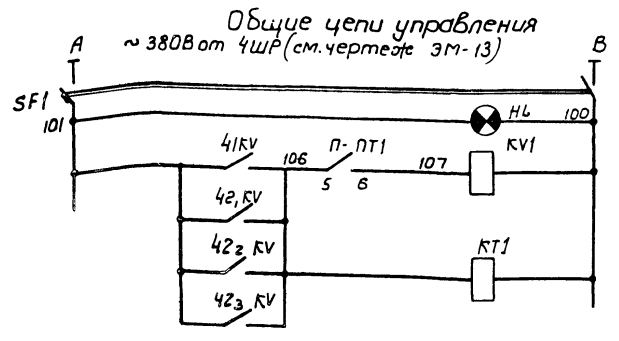 Общие цепи управления
~ 380В от 4ШР (см. чертеж ЭМ-13)
А В
SF1
101 HL 100
41KV 106 П- ПТ1 107 KV1
5 6
42₁ KV
42₂ KV KT1
42₃ KV